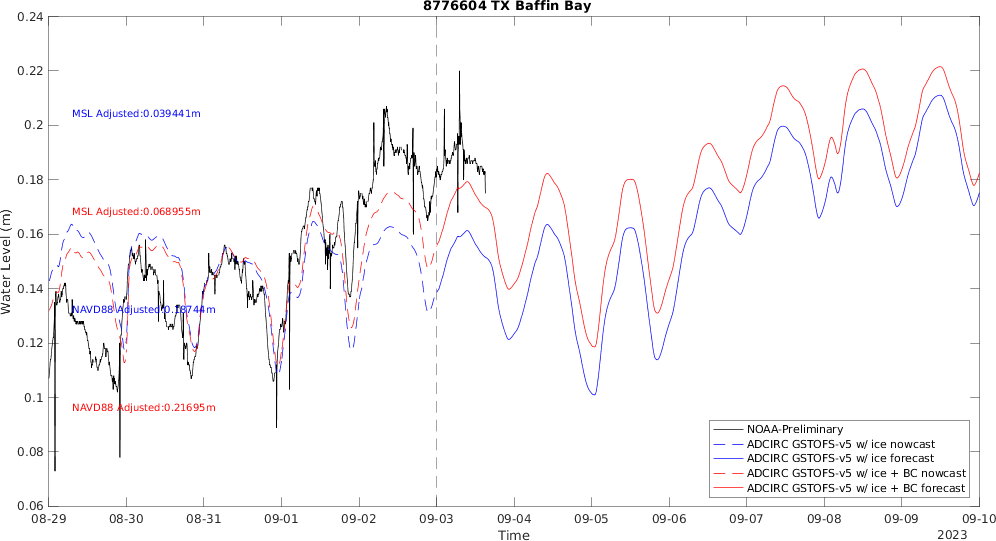 8776604 TX Baffin Bay
0.24
0.22
0.2
0.18
0.16
0.14
0.12
0.1
0.08
0.06
Water Level (m)
MSL Adjusted:0.039441m
MSL Adjusted:0.068955m
NAVD88 Adjusted:0.18744m
NAVD88 Adjusted:0.21695m
NOAA-Preliminary
ADCIRC GSTOFS-v5 w/ ice nowcast
ADCIRC GSTOFS-v5 w/ ice forecast
ADCIRC GSTOFS-v5 w/ ice + BC nowcast
ADCIRC GSTOFS-v5 w/ ice + BC forecast
08-29 08-30 08-31 09-01 09-02 09-03 09-04 09-05 09-06 09-07 09-08 09-09 09-10
Time
2023